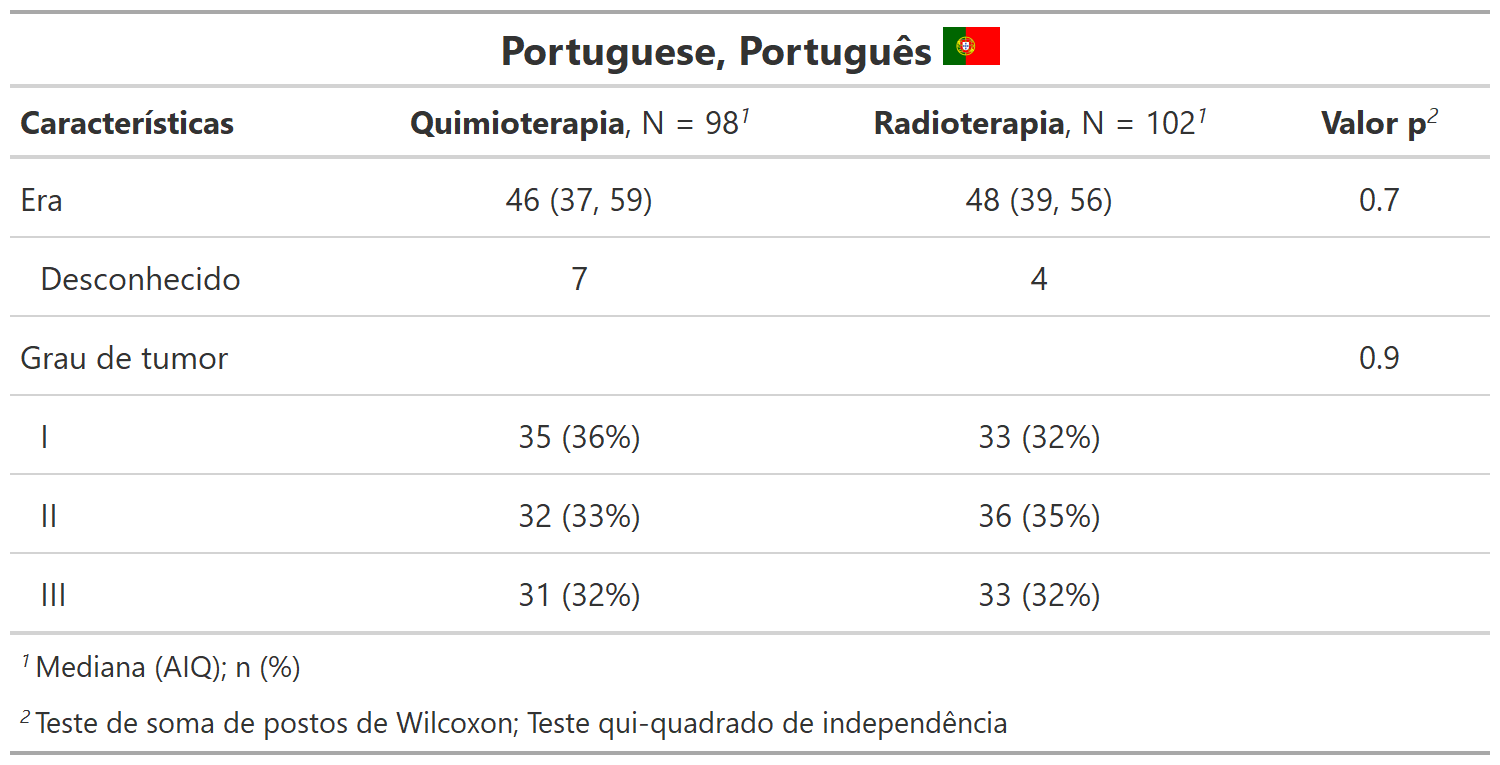 Portuguese, Português
Características Quimioterapia, N = 98¹ Radioterapia, N = 102¹ Valor p²
Era 46 (37, 59) 48 (39, 56) 0.7
Desconhecido 7 4
Grau de tumor 0.9
I 35 (36%) 33 (32%)
II 32 (33%) 36 (35%)
III 31 (32%) 33 (32%)
¹ Mediana (AIQ); n (%)
² Teste de soma de postos de Wilcoxon; Teste qui-quadrado de independência